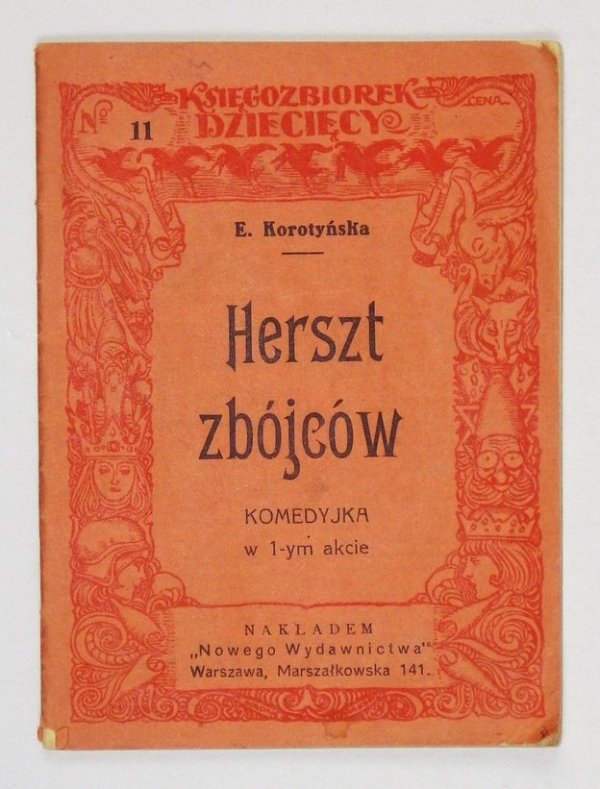 KSIĘGOZBIOREK
DZIECIĘCY
No 11
CENA
E. Korotyńska
Herszt
zbójców
KOMEDYJKA
w 1-ym akcie
NAKŁADEM
„Nowego Wydawnictwa"
Warszawa, Marszałkowska 141.